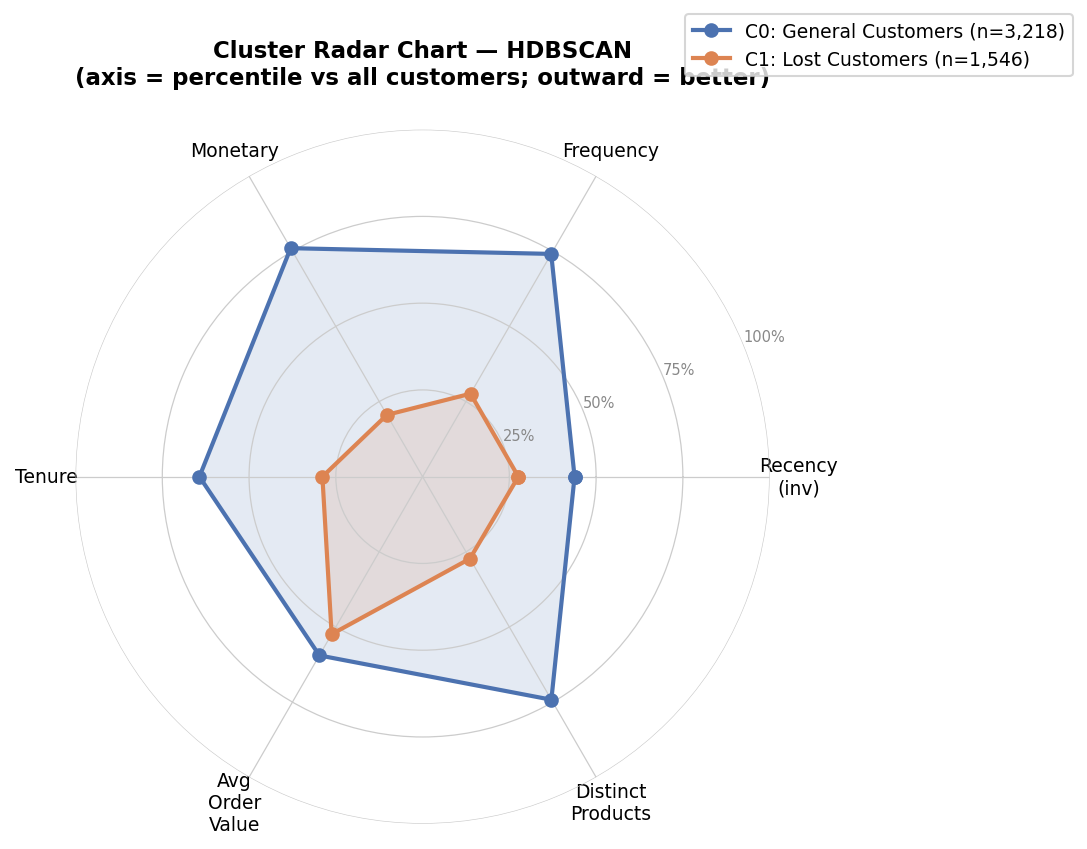 C0: General Customers (n=3,218)
C1: Lost Customers (n=1,546)
Cluster Radar Chart — HDBSCAN
(axis = percentile vs all customers; outward = better)
Monetary
Frequency
100%
75%
50%
25%
Tenure
Recency
(inv)
Avg
Order
Value
Distinct
Products